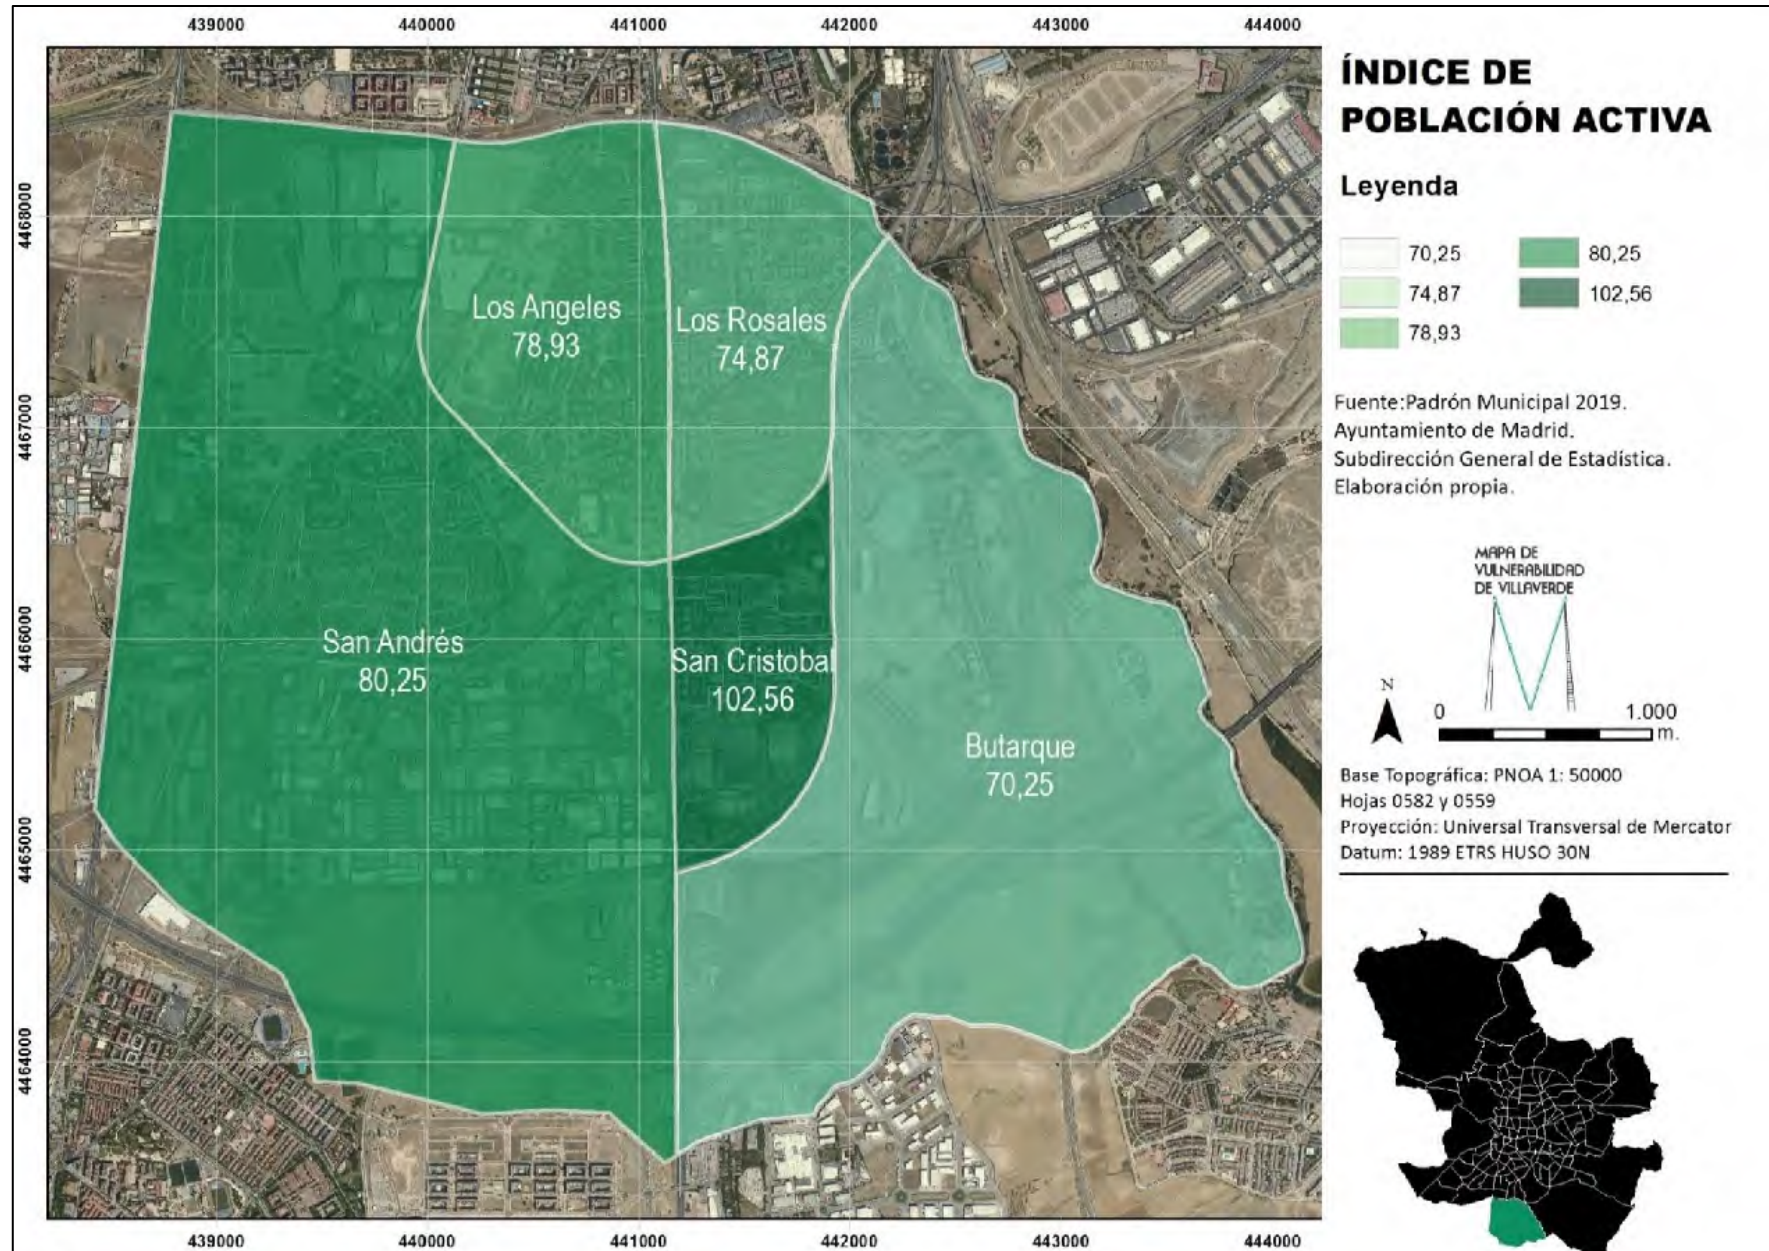 439000 440000 441000 442000 443000 444000
ÍNDICE DE
POBLACIÓN ACTIVA
Leyenda
70,25 80,25
74,87 102,56
78,93
4468000
4467000
4466000
4465000
4464000
Los Angeles
78,93
Los Rosales
74,87
San Andrés
80,25
San Cristobal
102,56
Butarque
70,25
Fuente:Padrón Municipal 2019.
Ayuntamiento de Madrid.
Subdirección General de Estadística.
Elaboración propia.
MAPA DE
VULNERABILIDAD
DE VILLAVERDE
N
0 1.000
m.
Base Topográfica: PNOA 1: 50000
Hojas 0582 y 0559
Proyección: Universal Transversal de Mercator
Datum: 1989 ETRS HUSO 30N
439000 440000 441000 442000 443000 444000